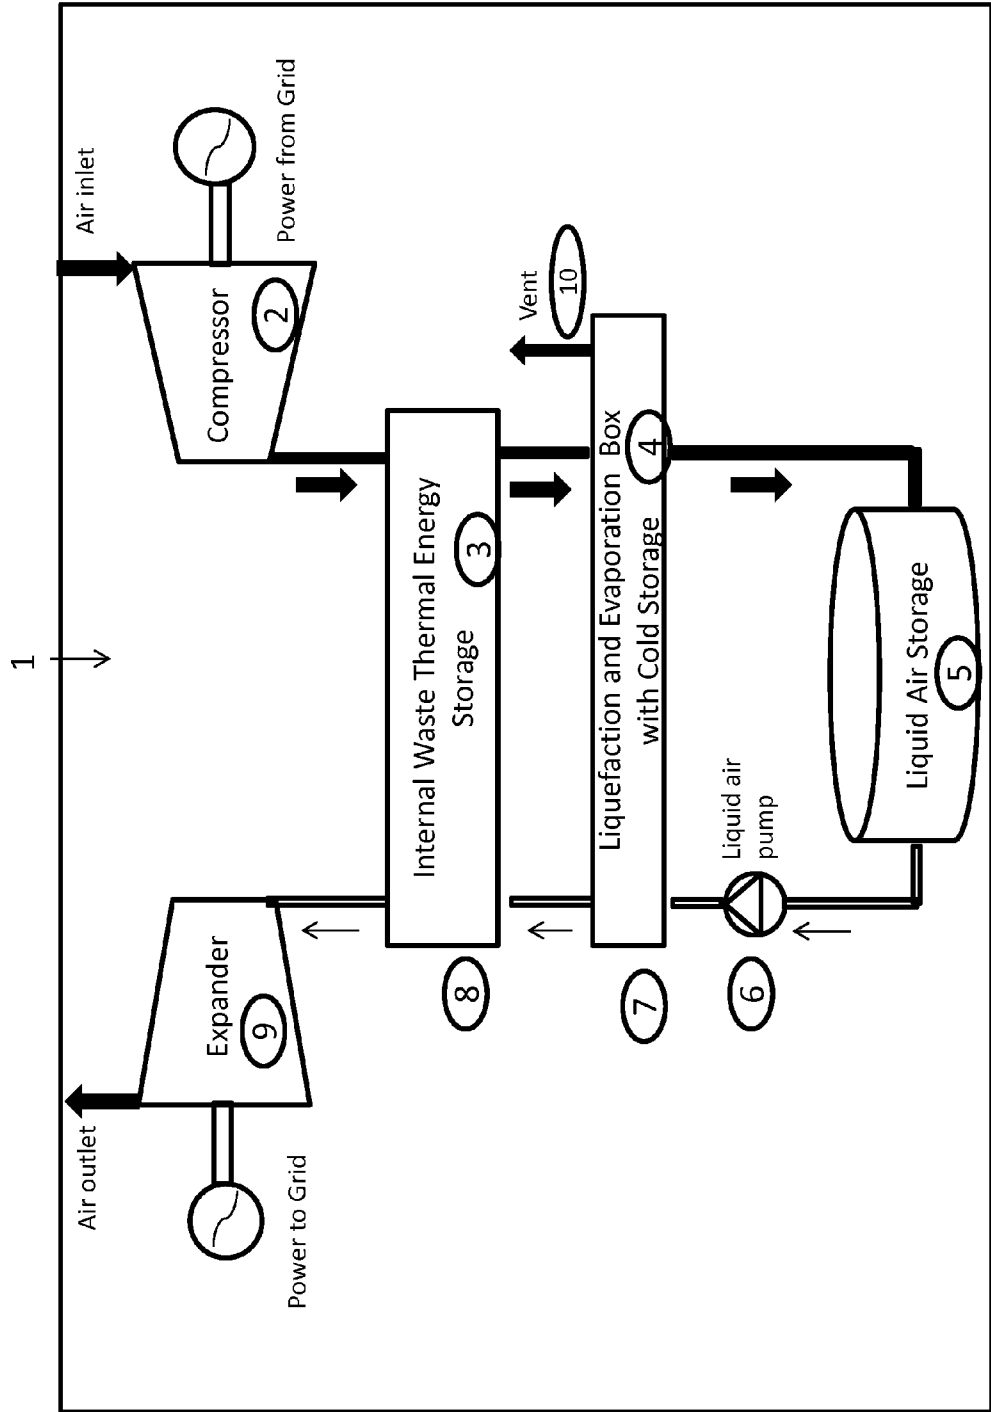 1
Air outlet
Air inlet
Expander
9
Compressor
2
Power to Grid
Power from Grid
Internal Waste Thermal Energy
Storage
3
8
Vent
10
Liquefaction and Evaporation Box
with Cold Storage
4
7
Liquid air
pump
6
Liquid Air Storage
5